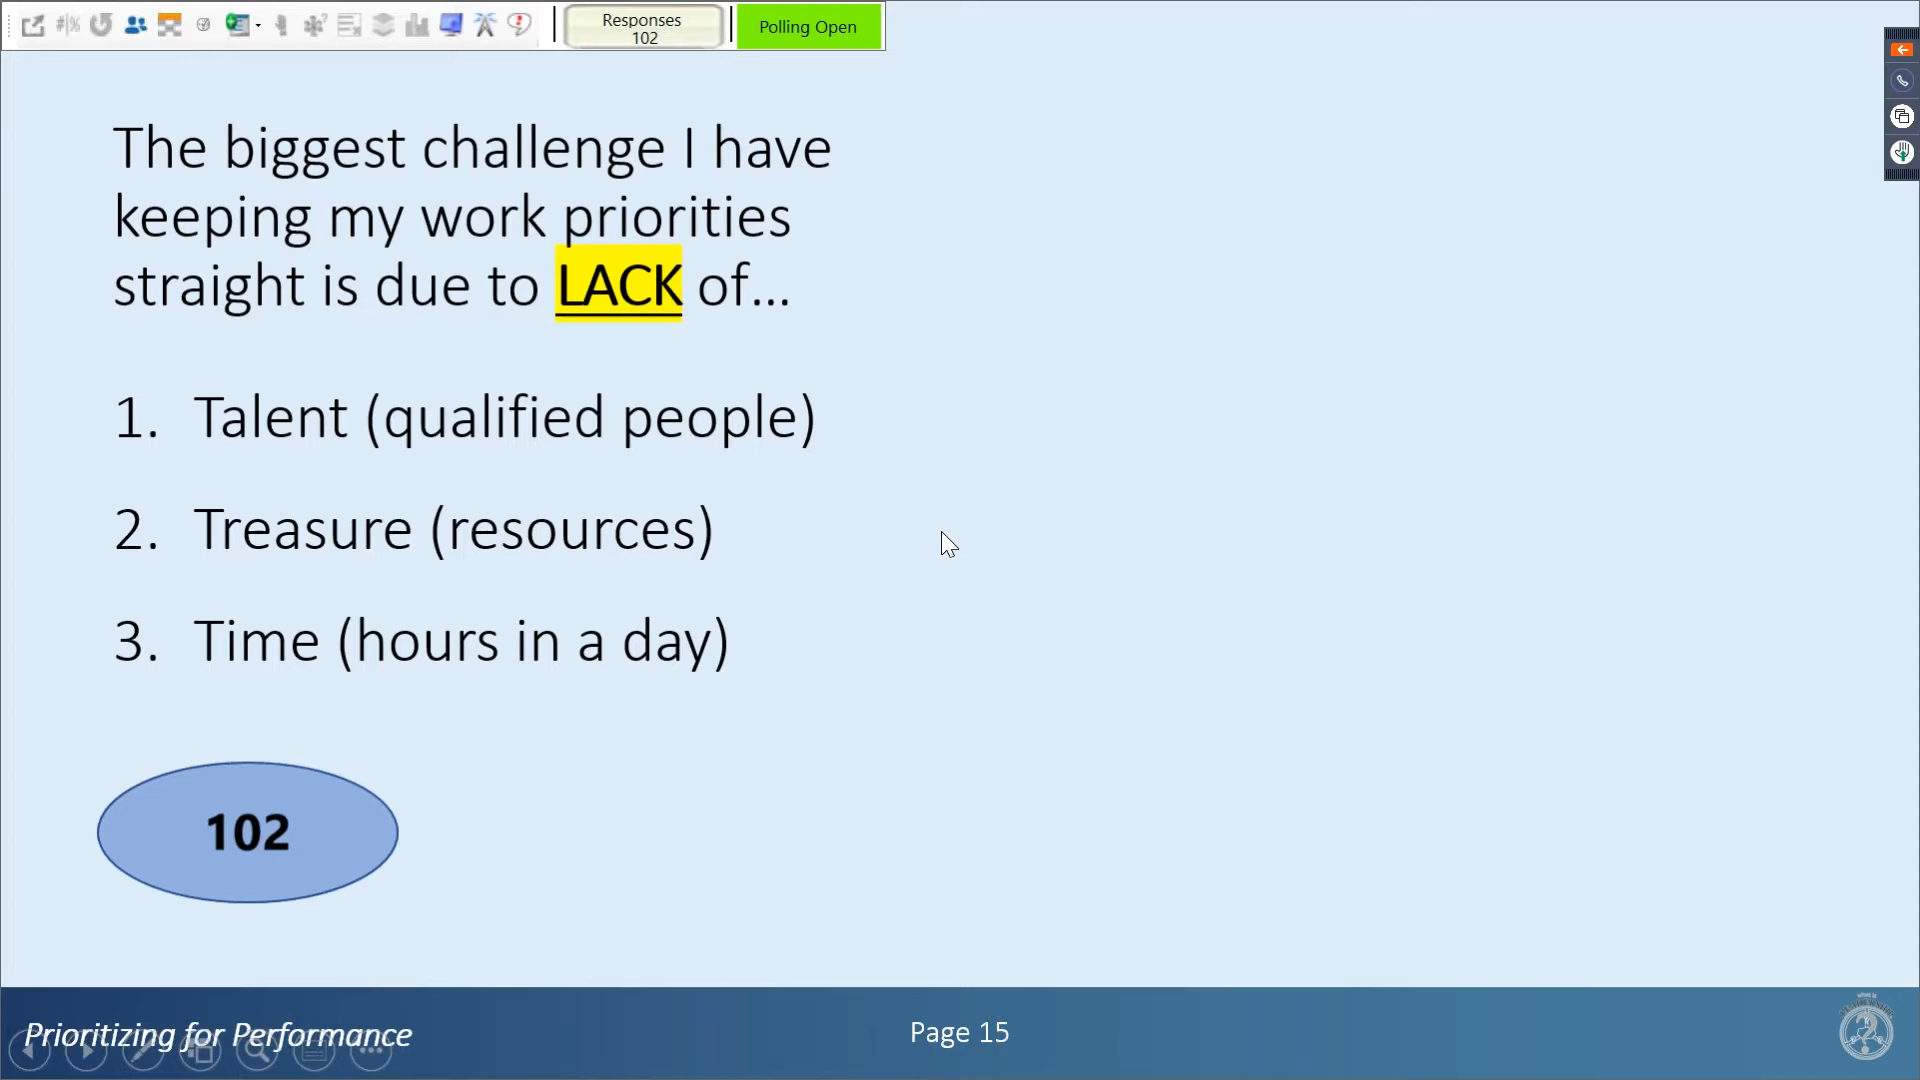 Responses
102
Polling Open
The biggest challenge I have
keeping my work priorities
straight is due to LACK of...
1. Talent (qualified people)
2. Treasure (resources)
3. Time (hours in a day)
102
Prioritizing for Performance
Page 15